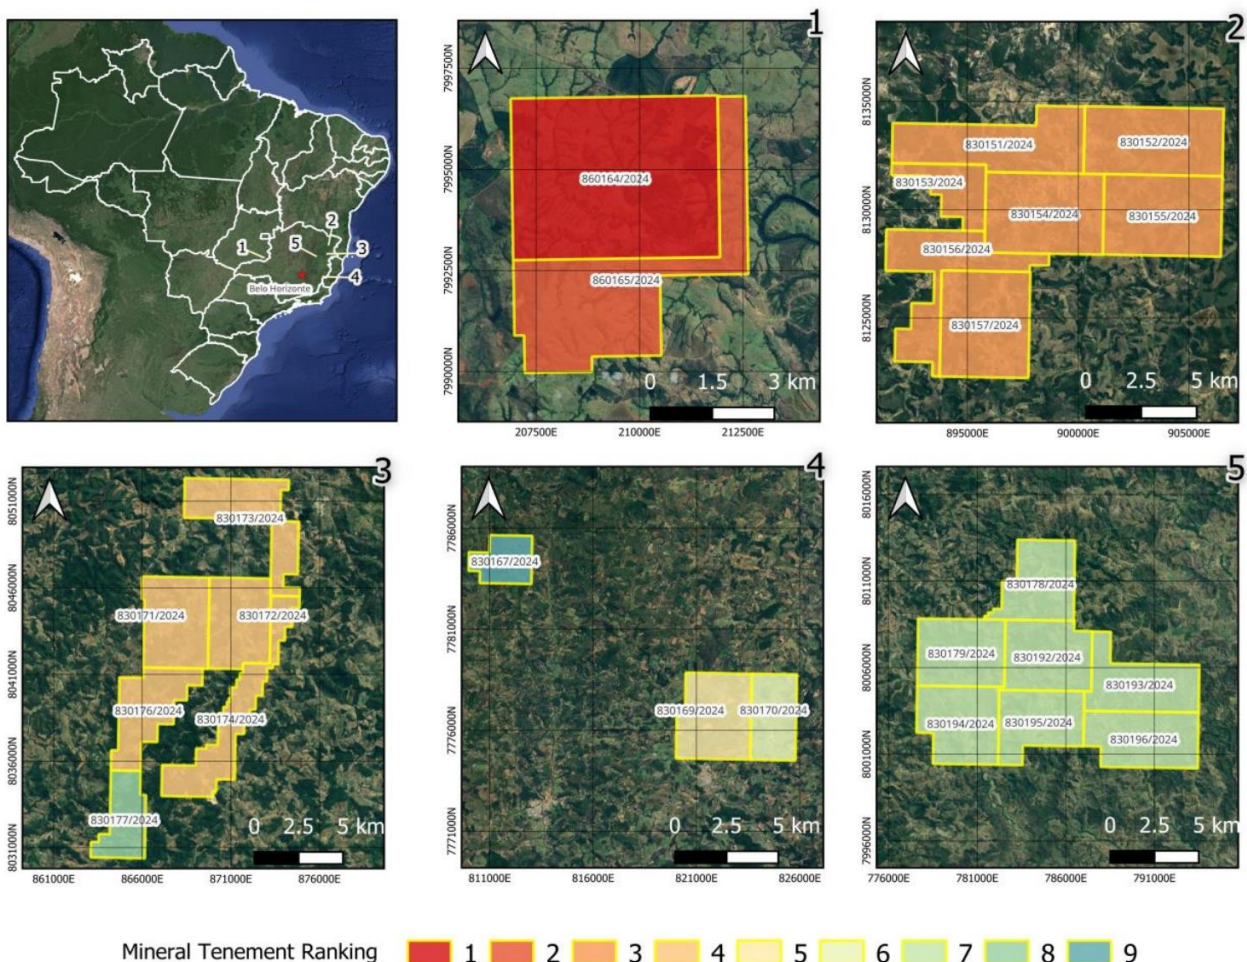 2
1
5
3
4
Belo Horizonte
1
7997500N
7995000N
7992500N
7990000N
860164/2024
860165/2024
0 1.5 3 km
207500E 210000E 212500E
2
8135000N
8130000N
8125000N
830151/2024
830152/2024
830153/2024
830154/2024
830155/2024
830156/2024
830157/2024
0 2.5 5 km
895000E 900000E 905000E
3
8051000N
8046000N
8041000N
8036000N
8031000N
830173/2024
830171/2024
830172/2024
830176/2024
830174/2024
830177/2024
0 2.5 5 km
861000E 866000E 871000E 876000E
4
7786000N
7781000N
7776000N
7771000N
830167/2024
830169/2024
830170/2024
0 2.5 5 km
811000E 816000E 821000E 826000E
5
8016000N
8011000N
8006000N
8001000N
7996000N
830178/2024
830179/2024
830192/2024
830193/2024
830194/2024
830195/2024
830196/2024
0 2.5 5 km
776000E 781000E 786000E 791000E
Mineral Tenement Ranking 1 2 3 4 5 6 7 8 9